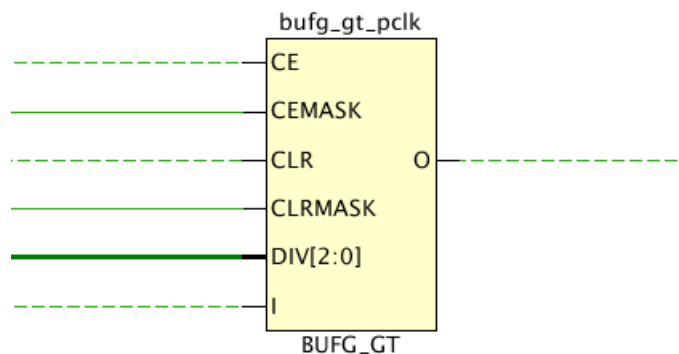 bufg_gt_pclk
CE
CEMASK
CLR
O
CLRMASK
DIV[2:0]
I
BUFG_GT